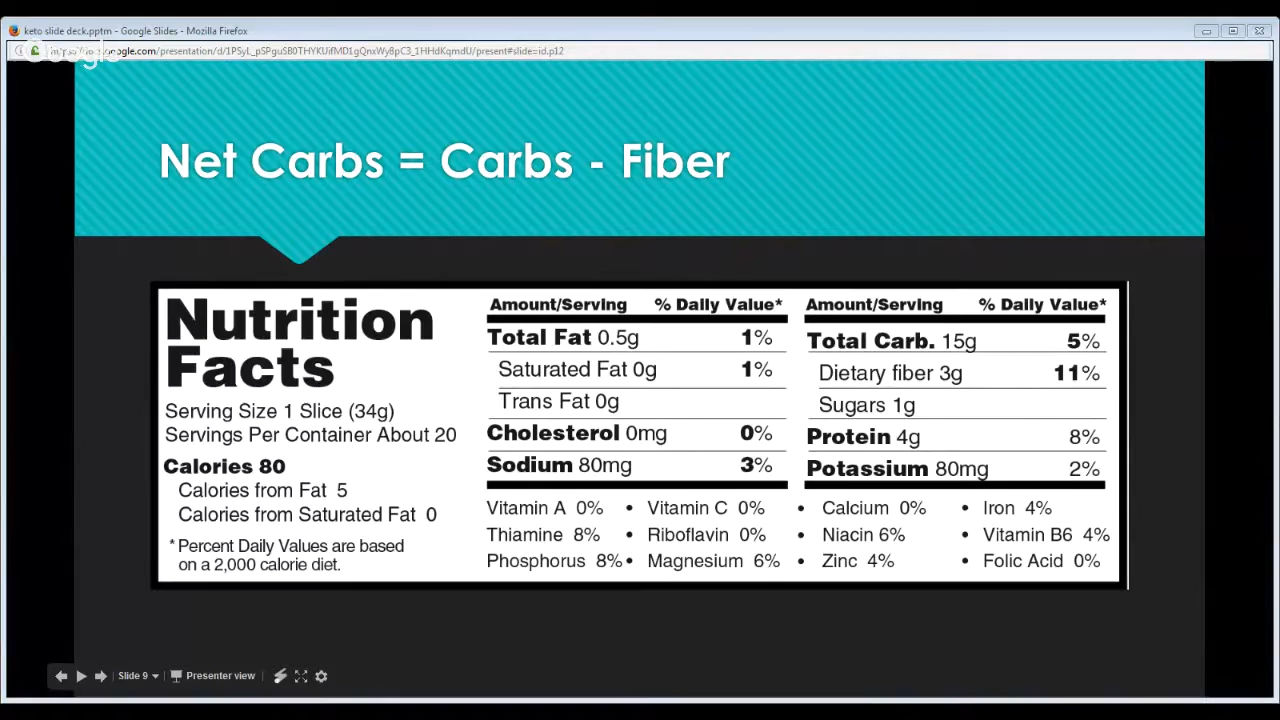 keto slide deck.pptm - Google Slides - Mozilla Firefox
Google
Net Carbs = Carbs - Fiber
Nutrition
Facts
Serving Size 1 Slice (34g)
Servings Per Container About 20
Calories 80
Calories from Fat 5
Calories from Saturated Fat 0
* Percent Daily Values are based
on a 2,000 calorie diet.
Amount/Serving % Daily Value*
Total Fat 0.5g 1%
Saturated Fat 0g 1%
Trans Fat 0g
Cholesterol 0mg 0%
Sodium 80mg 3%
Amount/Serving % Daily Value*
Total Carb. 15g 5%
Dietary fiber 3g 11%
Sugars 1g
Protein 4g 8%
Potassium 80mg 2%
Vitamin A 0% • Vitamin C 0% • Calcium 0% • Iron 4%
Thiamine 8% • Riboflavin 0% • Niacin 6% • Vitamin B6 4%
Phosphorus 8% • Magnesium 6% • Zinc 4% • Folic Acid 0%
Slide 9 Presenter view